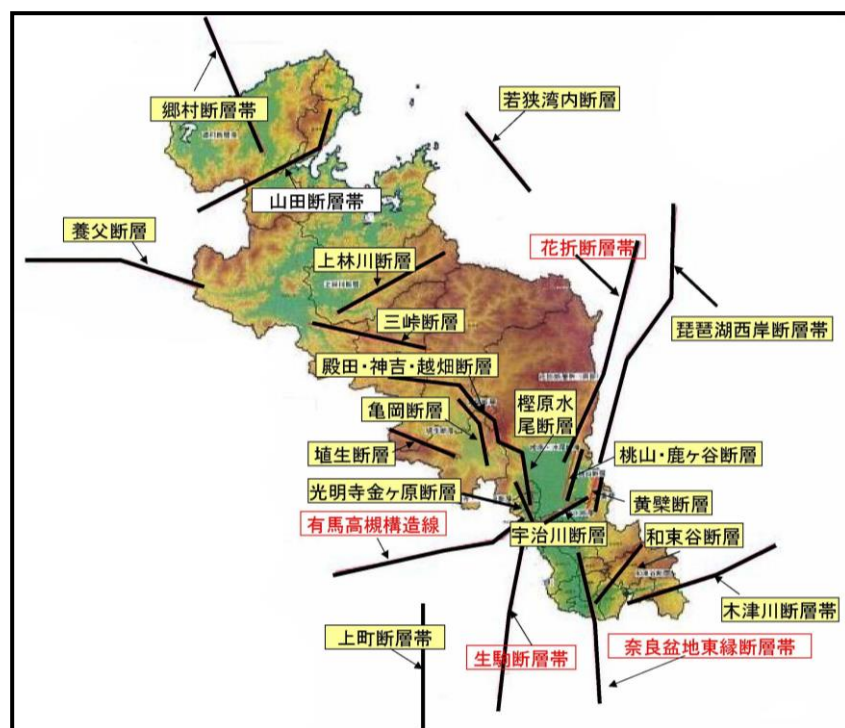 郷村断層帯
若狭湾内断層
山田断層帯
養父断層
花折断層帯
上林川断層
三峠断層
琵琶湖西岸断層帯
殿田・神吉・越畑断層
亀岡断層
樫原水
尾断層
埴生断層
桃山・鹿ヶ谷断層
光明寺金ヶ原断層
黄檗断層
有馬高槻構造線
宇治川断層
和束谷断層
木津川断層帯
上町断層帯
生駒断層帯
奈良盆地東縁断層帯